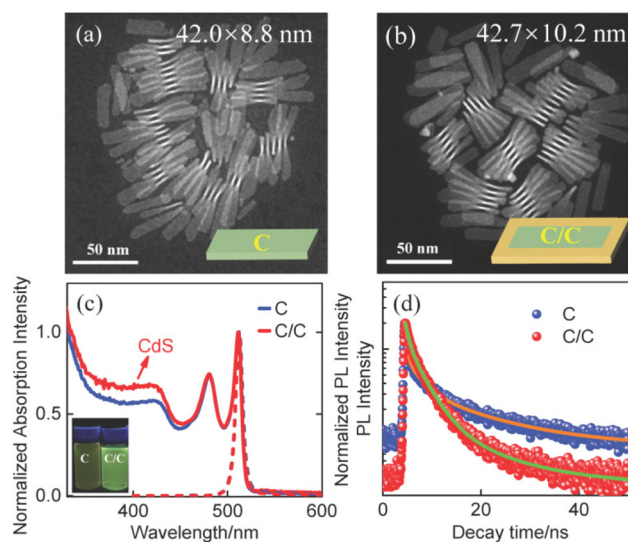 (a)
42.0×8.8 nm
C
50 nm
(b)
42.7×10.2 nm
C/C
50 nm
(c)
C
C/C
CdS
C
C/C
1.0
0.5
0.0
400
500
600
Normalized Absorption Intensity
Wavelength/nm
(d)
C
C/C
Normalized PL Intensity
PL Intensity
0
20
40
Decay time/ns